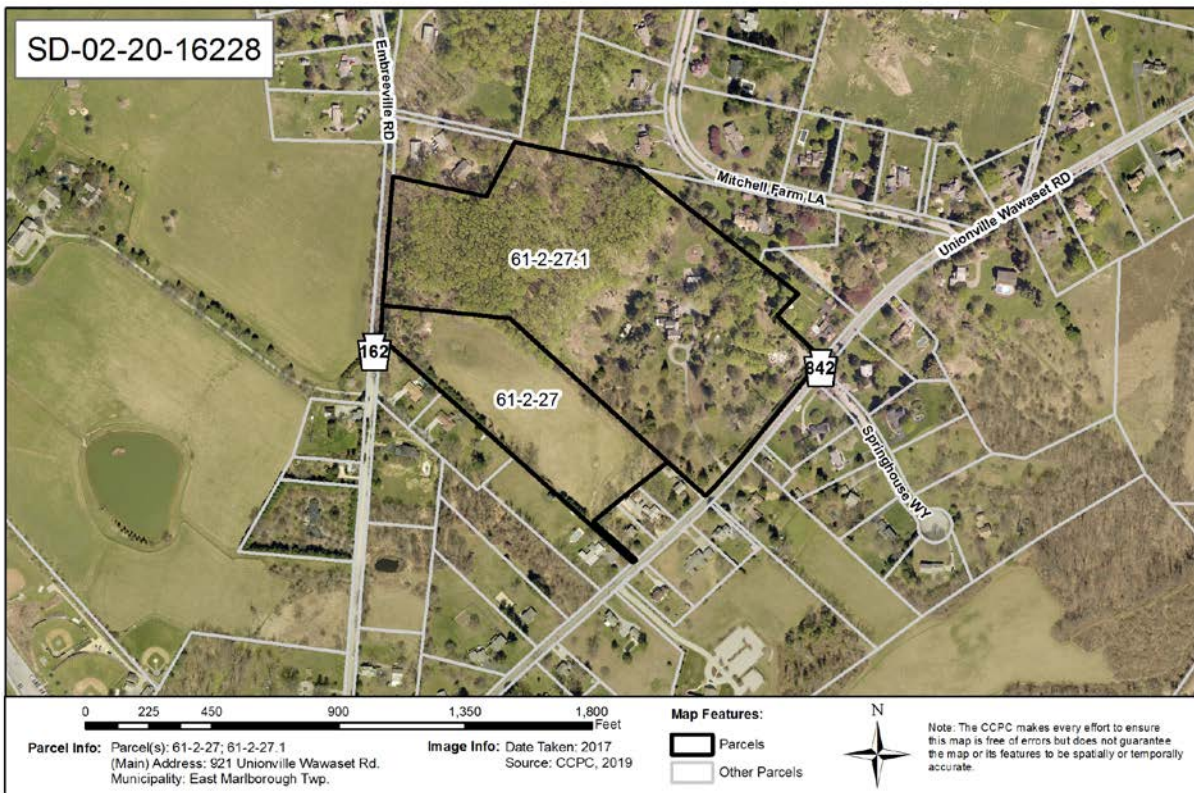 SD-02-20-16228
Embreeville RD
Mitchell Farm LA
Unionville Wawaset RD
61-2-27.1
162
842
61-2-27
Springhouse WY
0 225 450 900 1,350 1,800
Feet
Parcel Info: Parcel(s): 61-2-27; 61-2-27.1
(Main) Address: 921 Unionville Wawaset Rd.
Municipality: East Marlborough Twp.
Image Info: Date Taken: 2017
Source: CCPC, 2019
Map Features:
Parcels
Other Parcels
N
Note: The CCPC makes every effort to ensure
this map is free of errors but does not guarantee
the map or its features to be spatially or temporally
accurate.